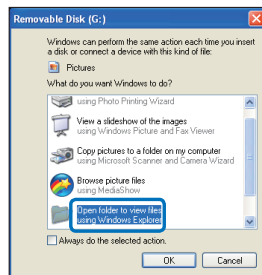 Removable Disk (G:)
Windows can perform the same action each time you insert
a disk or connect a device with this kind of file:
Pictures
What do you want Windows to do?
using Photo Printing Wizard
View a slideshow of the images
using Windows Picture and Fax Viewer
Copy pictures to a folder on my computer
using Microsoft Scanner and Camera Wizard
Browse picture files
using MediaShow
Open folder to view files
using Windows Explorer
Always do the selected action.
OK Cancel